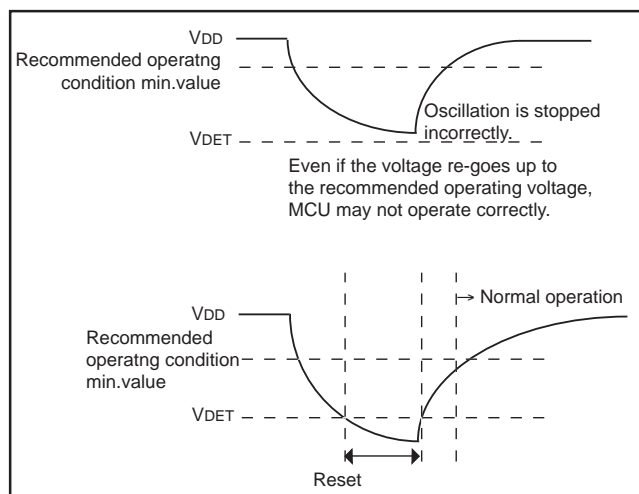 VDD
Recommended operatng
condition min.value
Oscillation is stopped
incorrectly.
VDET
Even if the voltage re-goes up to
the recommended operating voltage,
MCU may not operate correctly.
→ Normal operation
VDD
Recommended
operatng condition
min.value
VDET
Reset